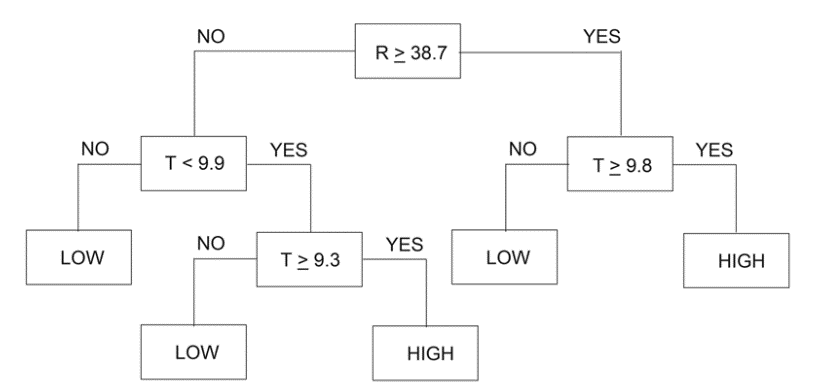 NO
YES
R ≥ 38.7
NO
T < 9.9
YES
NO
T ≥ 9.8
YES
LOW
NO
T ≥ 9.3
YES
LOW
HIGH
LOW
HIGH